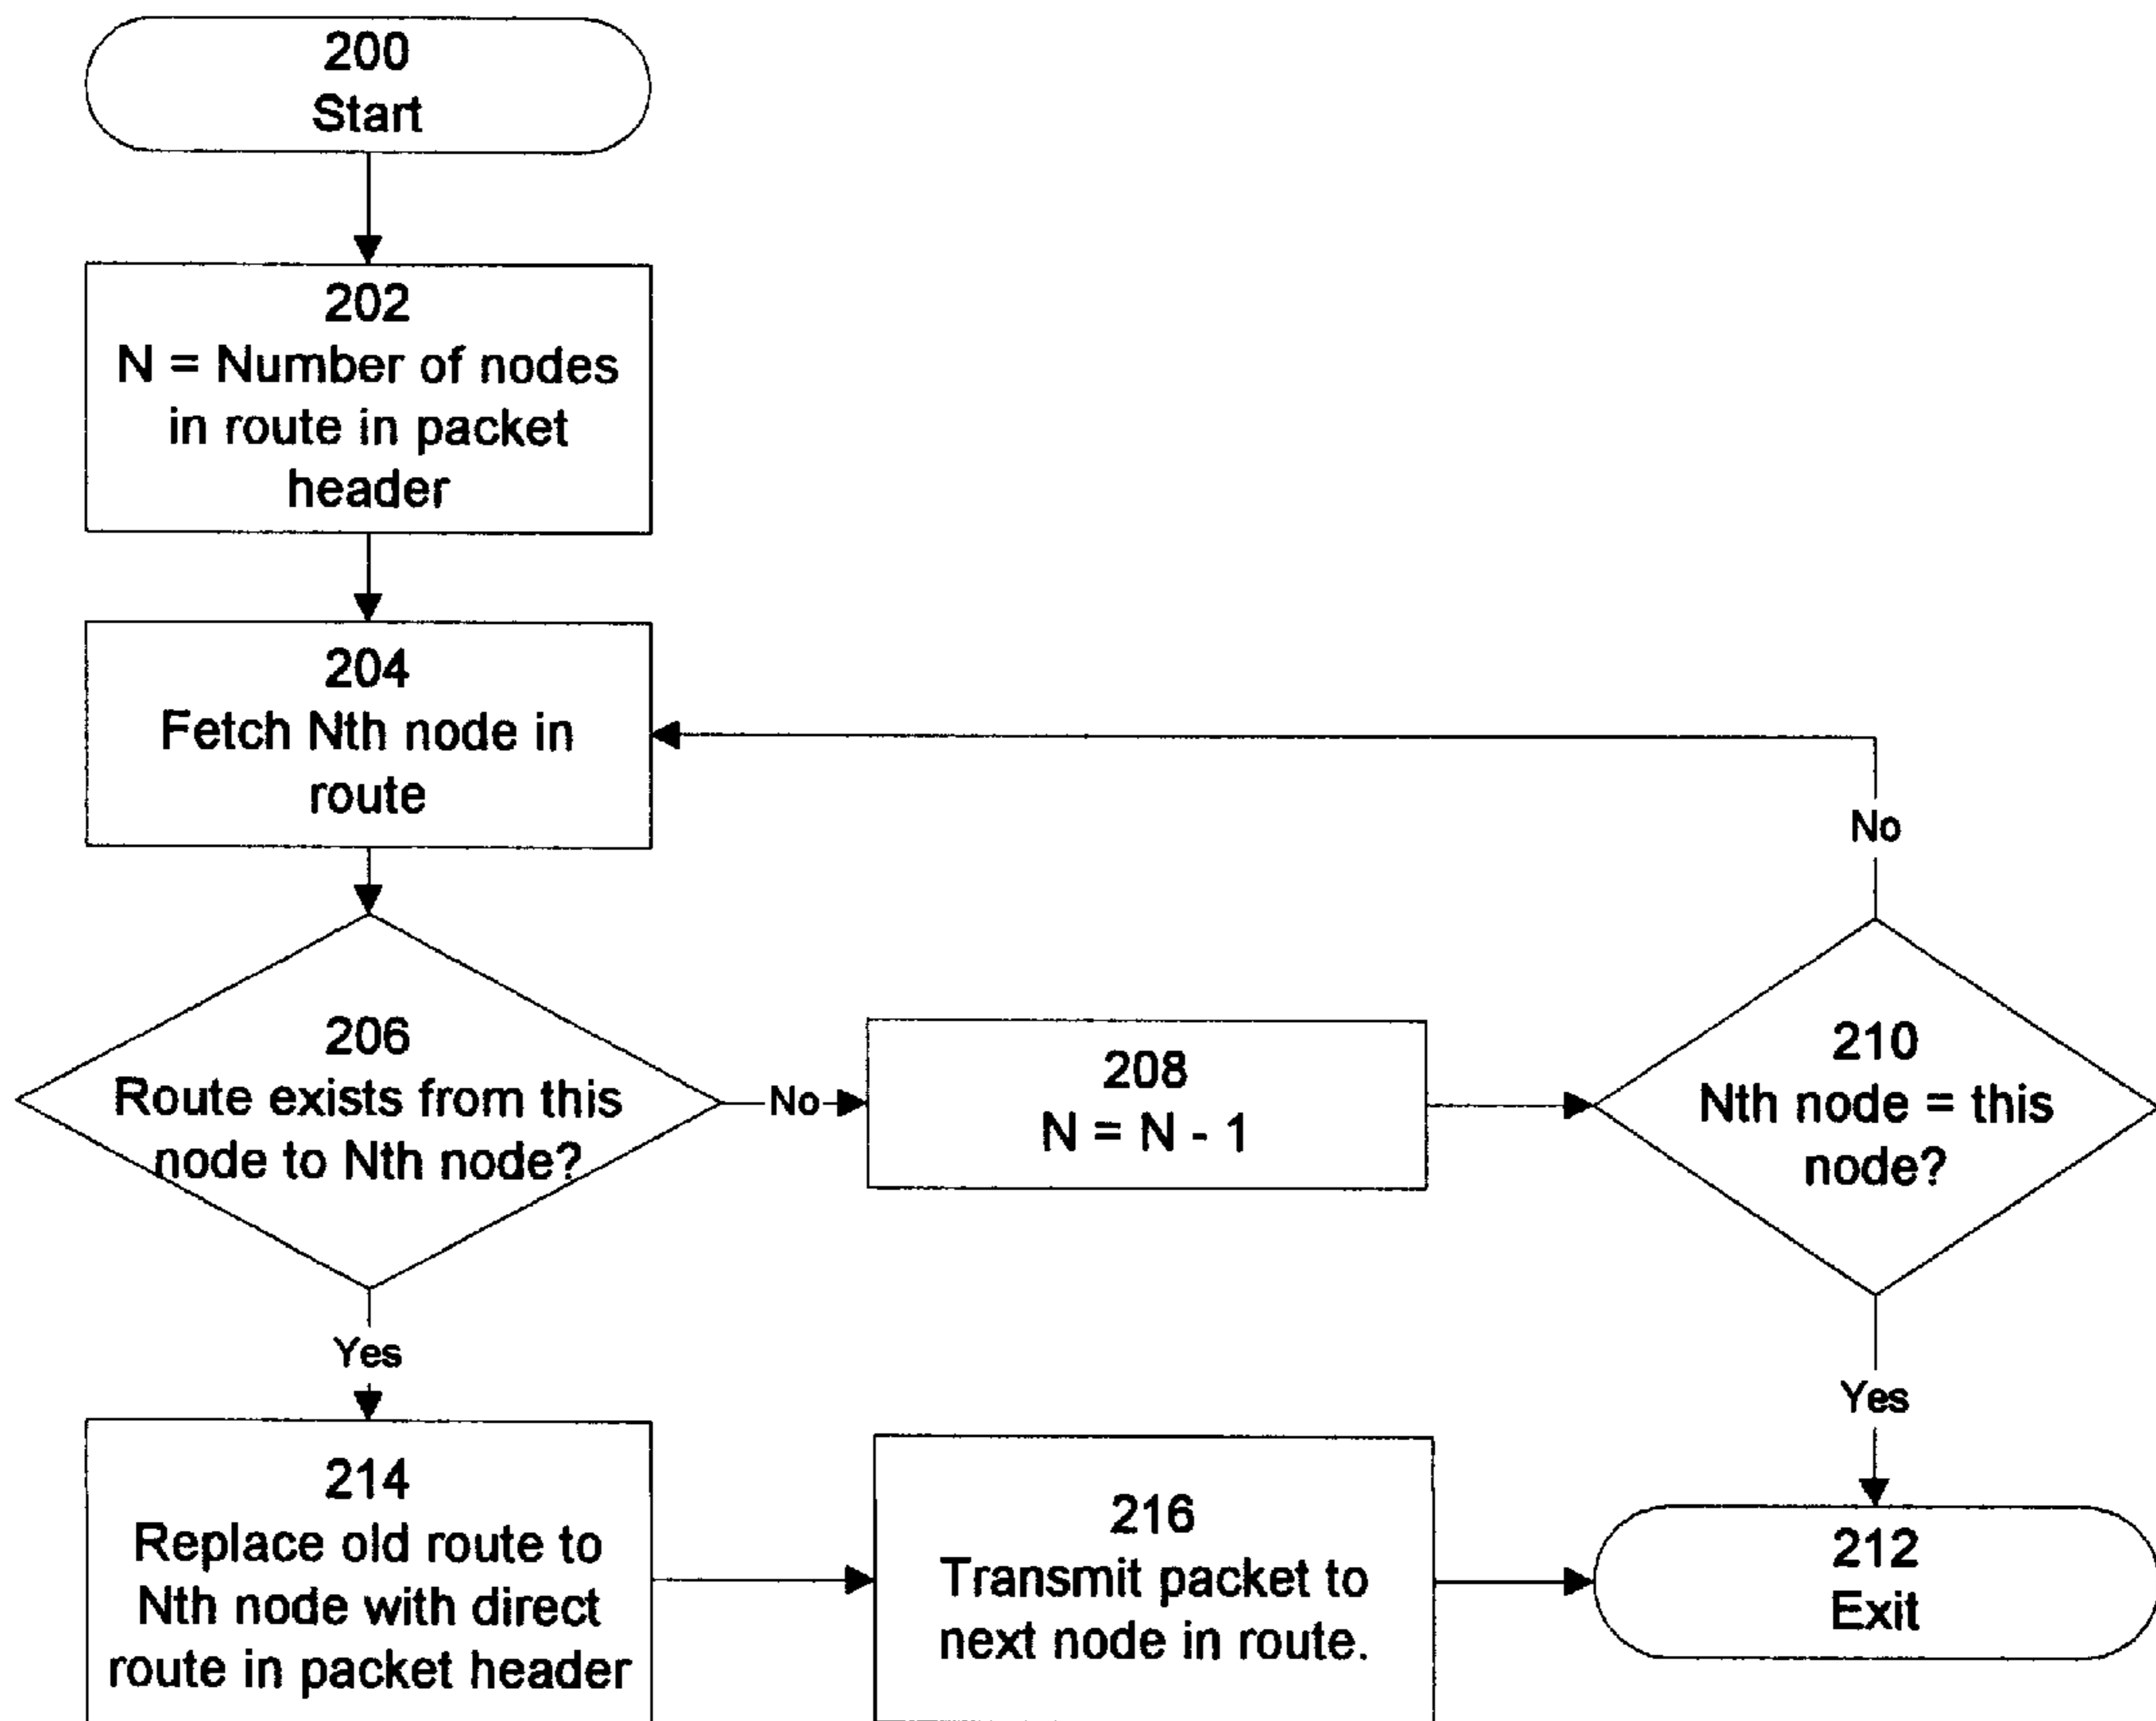 200
Start
202
N = Number of nodes
in route in packet
header
204
Fetch Nth node in
route
No
206
Route exists from this
node to Nth node?
No
208
N = N - 1
210
Nth node = this
node?
Yes
Yes
214
Replace old route to
Nth node with direct
route in packet header
216
Transmit packet to
next node in route.
212
Exit